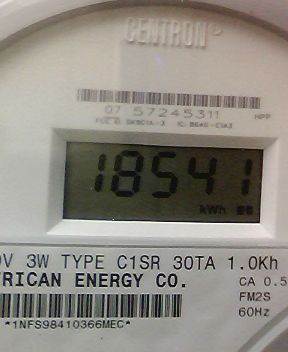 CENTRON®
07 57245311 HPP
18541
kWh
0V 3W TYPE C1SR 30TA 1.0Kh
RICAN ENERGY CO. CA 0.5
FM2S
*1NFS98410366MEC* 60Hz